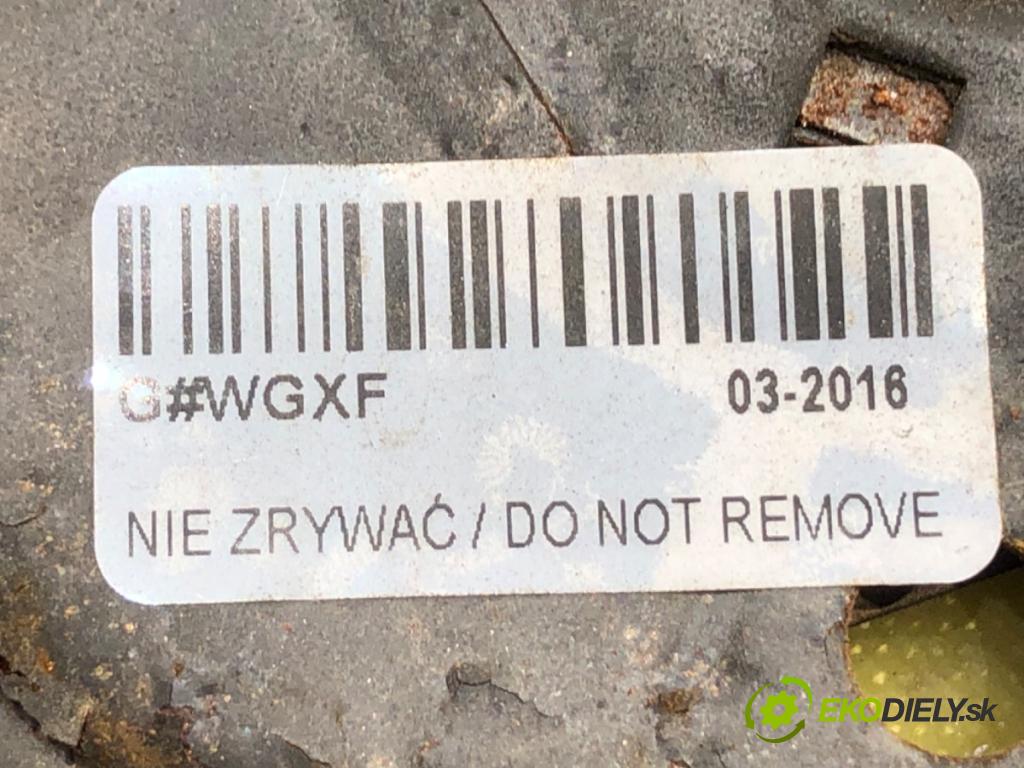 G#WGXF 03-2016
NIE ZRYWAĆ / DO NOT REMOVE
EKODIELY.sk